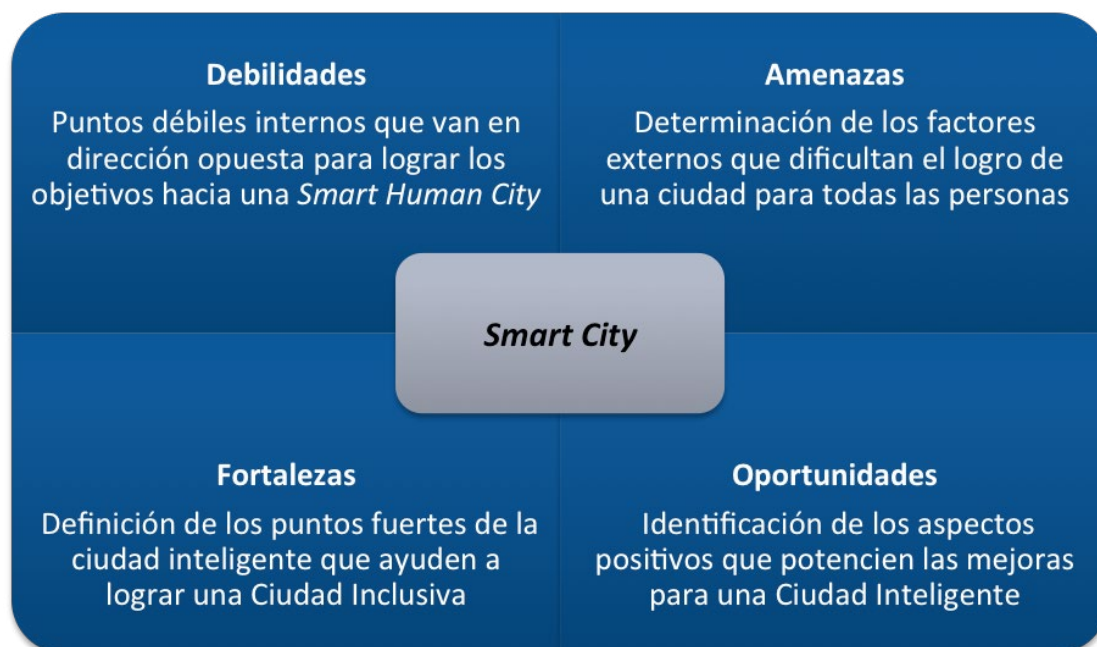 Debilidades
Puntos débiles internos que van en
dirección opuesta para lograr los
objetivos hacia una Smart Human City
Amenazas
Determinación de los factores
externos que dificultan el logro de
una ciudad para todas las personas
Smart City
Fortalezas
Definición de los puntos fuertes de la
ciudad inteligente que ayuden a
lograr una Ciudad Inclusiva
Oportunidades
Identificación de los aspectos
positivos que potencien las mejoras
para una Ciudad Inteligente